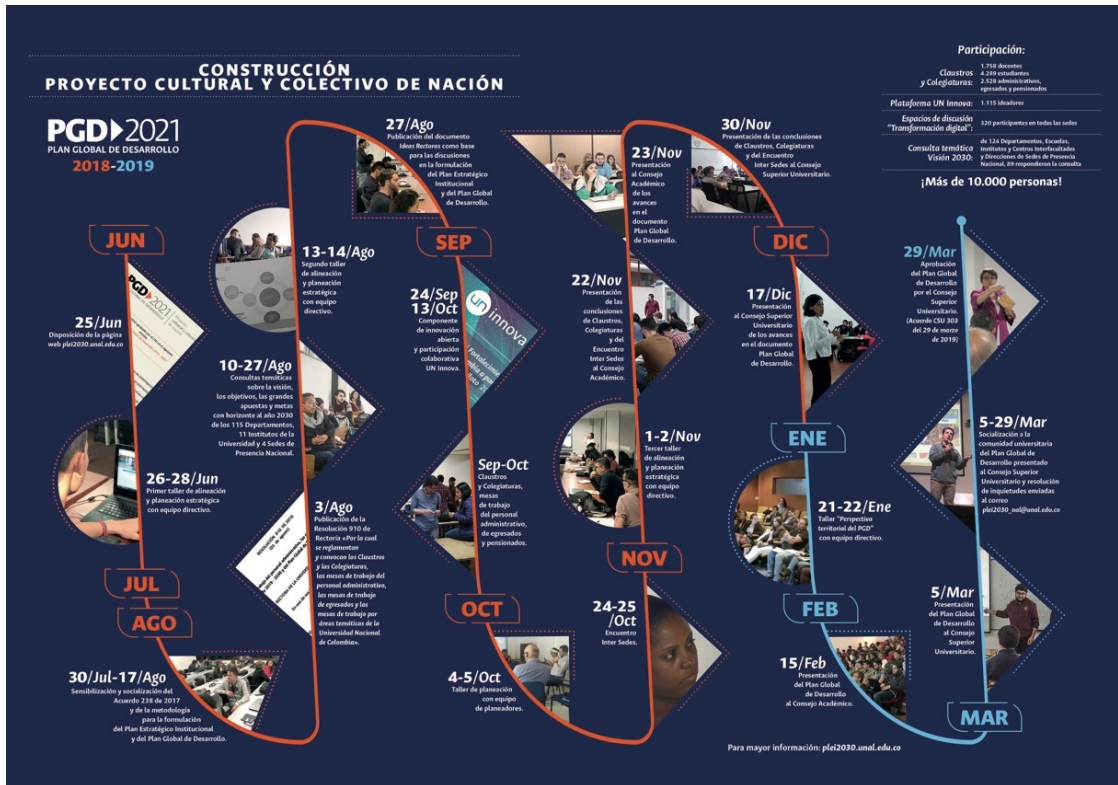 CONSTRUCCIÓN
PROYECTO CULTURAL Y COLECTIVO DE NACIÓN
PGD 2021
PLAN GLOBAL DE DESARROLLO
2018-2019
Participación:
Claustros
y Colegiaturas:
1.758 docentes
4.289 estudiantes
2.528 administrativos,
egresados y pensionados
Plataforma UN Innova:
1.115 ideadores
Espacios de discusión
"Transformación digital":
320 participantes en todas las sedes
Consulta temática
Visión 2030:
de 124 Departamentos, Escuelas,
Institutos y Centros Interfacultades
y Direcciones de Sedes de Presencia
Nacional, 89 respondieron la consulta
¡Más de 10.000 personas!
JUN
25/Jun
Disposición de la página
web plei2030.unal.edu.co
PGD 2021
26-28/Jun
Primer taller de alineación
y planeación estratégica
con equipo directivo.
JUL
AGO
30/Jul-17/Ago
Sensibilización y socialización del
Acuerdo 238 de 2017
y de la metodología
para la formulación
del Plan Estratégico Institucional
y del Plan Global de Desarrollo.
3/Ago
Publicación de la
Resolución 910 de
Rectoría «Por la cual
se reglamentan
y convocan los Claustros
y las Colegiaturas,
las mesas de trabajo del
personal administrativo,
las mesas de trabajo
de egresados y las
mesas de trabajo por
áreas temáticas de la
Universidad Nacional
de Colombia».
10-27/Ago
Consultas temáticas
sobre la visión,
los objetivos, las grandes
apuestas y metas
con horizonte al año 2030
de los 115 Departamentos,
11 Institutos de la
Universidad y 4 Sedes de
Presencia Nacional.
13-14/Ago
Segundo taller
de alineación
y planeación
estratégica
con equipo
directivo.
27/Ago
Publicación del documento
Ideas Rectoras como base
para las discusiones
en la formulación
del Plan Estratégico
Institucional
y del Plan Global
de Desarrollo.
SEP
24/Sep
13/Oct
Componente
de innovación
abierta
y participación
colaborativa
UN Innova.
un
innova
Sep-Oct
Claustros
y Colegiaturas,
mesas
de trabajo
del personal
administrativo,
de egresados
y pensionados.
OCT
4-5/Oct
Taller de planeación
con equipo
de planeadores.
24-25
/Oct
Encuentro
Inter Sedes.
NOV
1-2/Nov
Tercer taller
de alineación
y planeación
estratégica
con equipo
directivo.
22/Nov
Presentación
de las
conclusiones
de Claustros,
Colegiaturas
y del
Encuentro
Inter Sedes
al Consejo
Académico.
23/Nov
Presentación
al Consejo
Académico
de los
avances
en el
documento
Plan Global
de
Desarrollo.
30/Nov
Presentación de las conclusiones
de Claustros, Colegiaturas
y del Encuentro
Inter Sedes al Consejo
Superior Universitario.
DIC
17/Dic
Presentación
al Consejo Superior
Universitario
de los avances
en el documento
Plan Global
de Desarrollo.
ENE
21-22/Ene
Taller "Perspectiva
territorial del PGD"
con equipo directivo.
FEB
15/Feb
Presentación
del Plan Global
de Desarrollo
al Consejo Académico.
MAR
5/Mar
Presentación
del Plan Global
de Desarrollo
al Consejo
Superior
Universitario.
5-29/Mar
Socialización a la
comunidad universitaria
del Plan Global de
Desarrollo presentado
al Consejo Superior
Universitario y resolución
de inquietudes enviadas
al correo
plei2030_nal@unal.edu.co
29/Mar
Aprobación
del Plan Global
de Desarrollo
por el Consejo
Superior
Universitario.
(Acuerdo CSU 303
del 29 de marzo
de 2019)
Para mayor información: plei2030.unal.edu.co